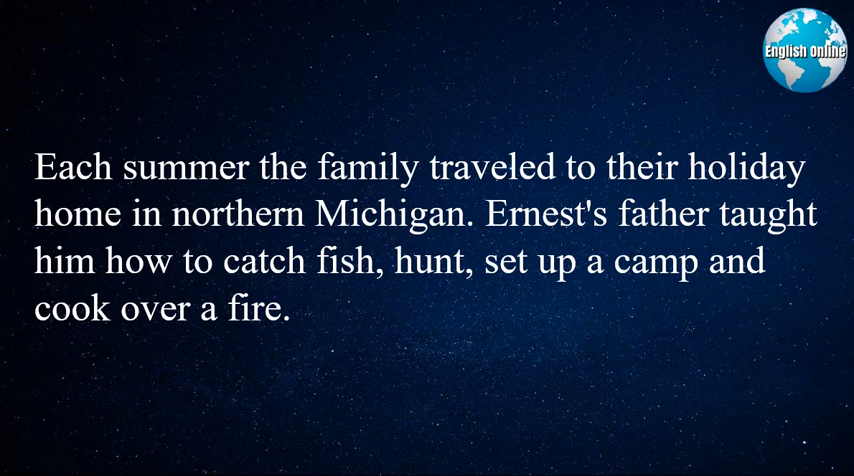 English Online
Each summer the family traveled to their holiday
home in northern Michigan. Ernest's father taught
him how to catch fish, hunt, set up a camp and
cook over a fire.